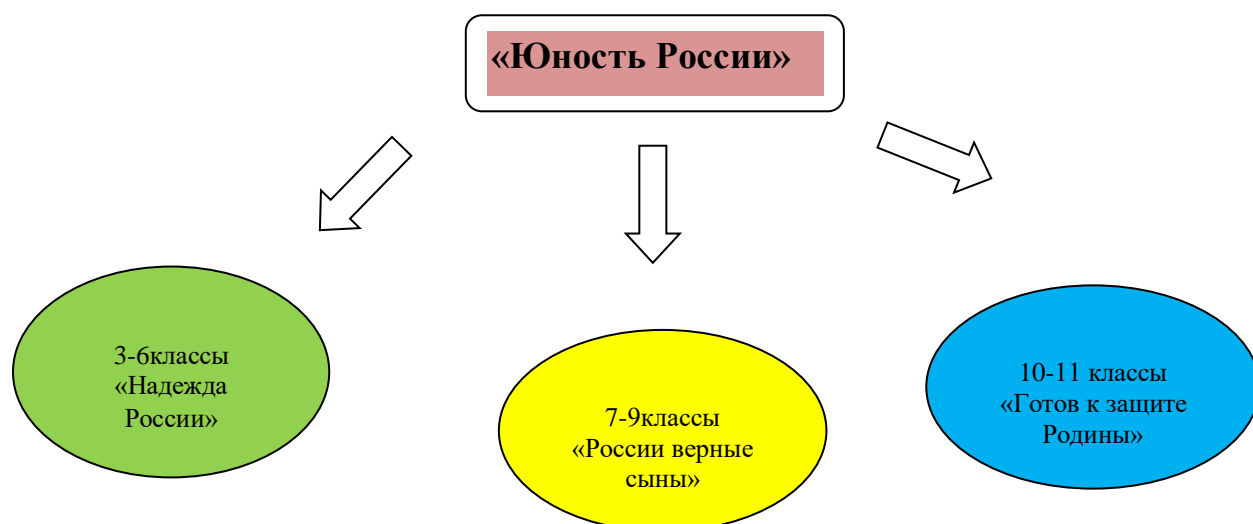 «Юность России»
3-6классы
«Надежда
России»
7-9классы
«России верные
сыны»
10-11 классы
«Готов к защите
Родины»